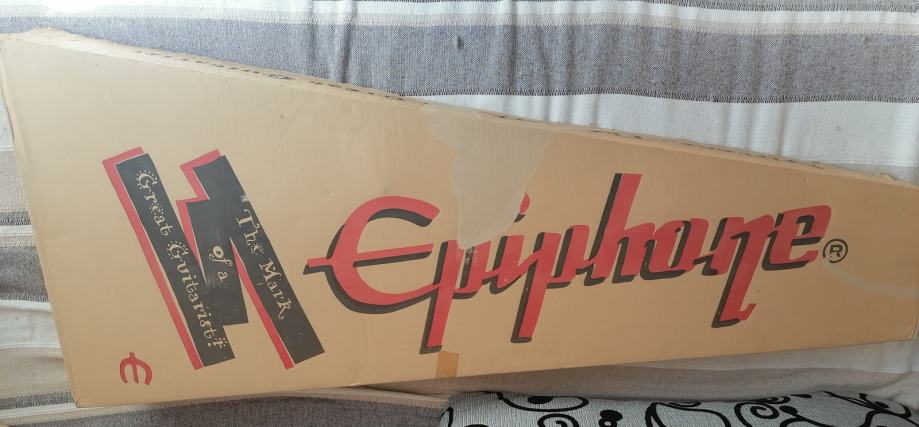 The Mark
of a
Great Guitarist!
Epiphone®
E